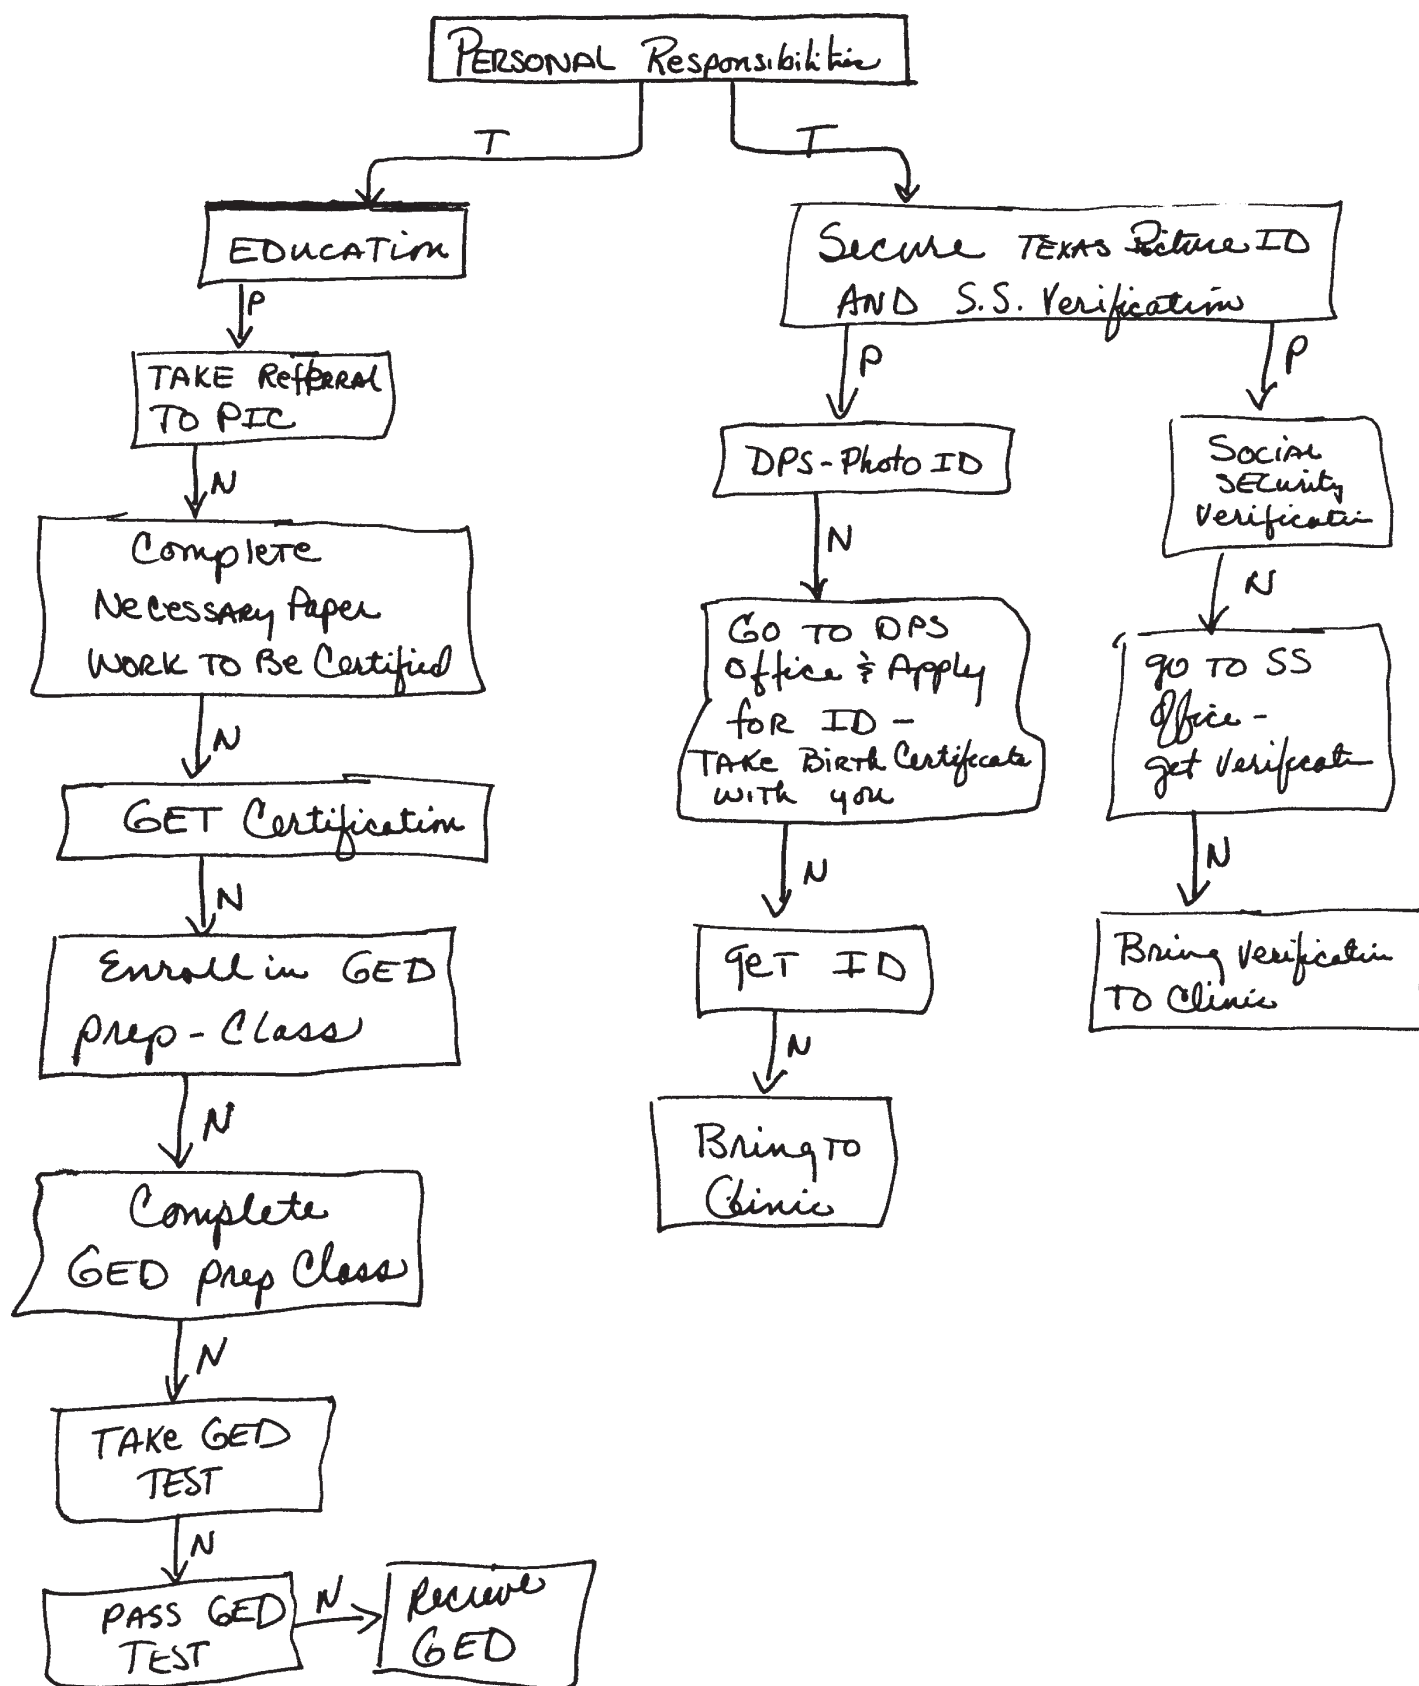 PERSONAL Responsibilities
T
T
EDUCATION
Secure TEXAS Picture ID
AND S.S. Verification
P
P
P
TAKE Referral
TO PIC
DPS-Photo ID
Social
SECurity
Verification
N
N
N
Complete
Necessary Paper
WORK TO Be Certified
GO TO DPS
Office & Apply
for ID -
TAKE BIRTH Certificate
WITH you
go TO SS
Office -
get Verification
N
N
N
GET Certification
get ID
Bring Verification
TO Clinic
N
N
Enroll in GED
prep - Class
Bring TO
Clinic
N
Complete
GED prep Class
N
TAKE GED
TEST
N
PASS GED
TEST
N
Recieve
GED